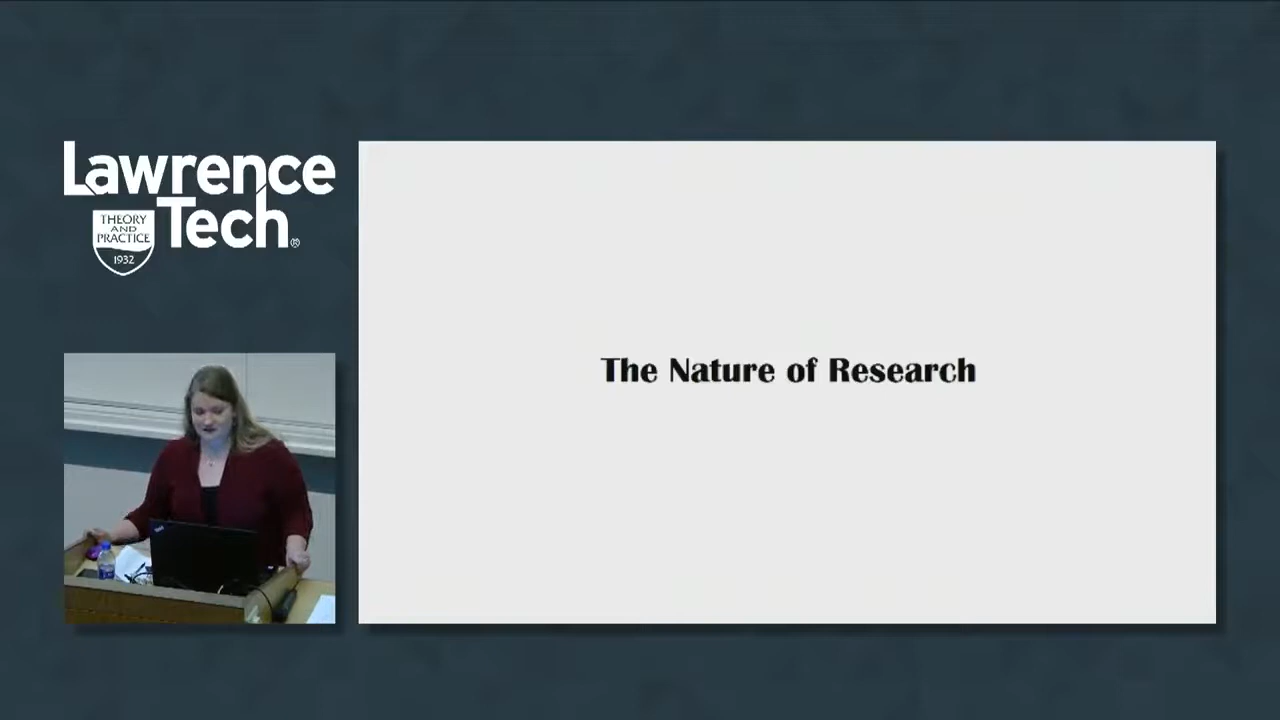 Lawrence
Tech®
THEORY
AND
PRACTICE
1932
The Nature of Research